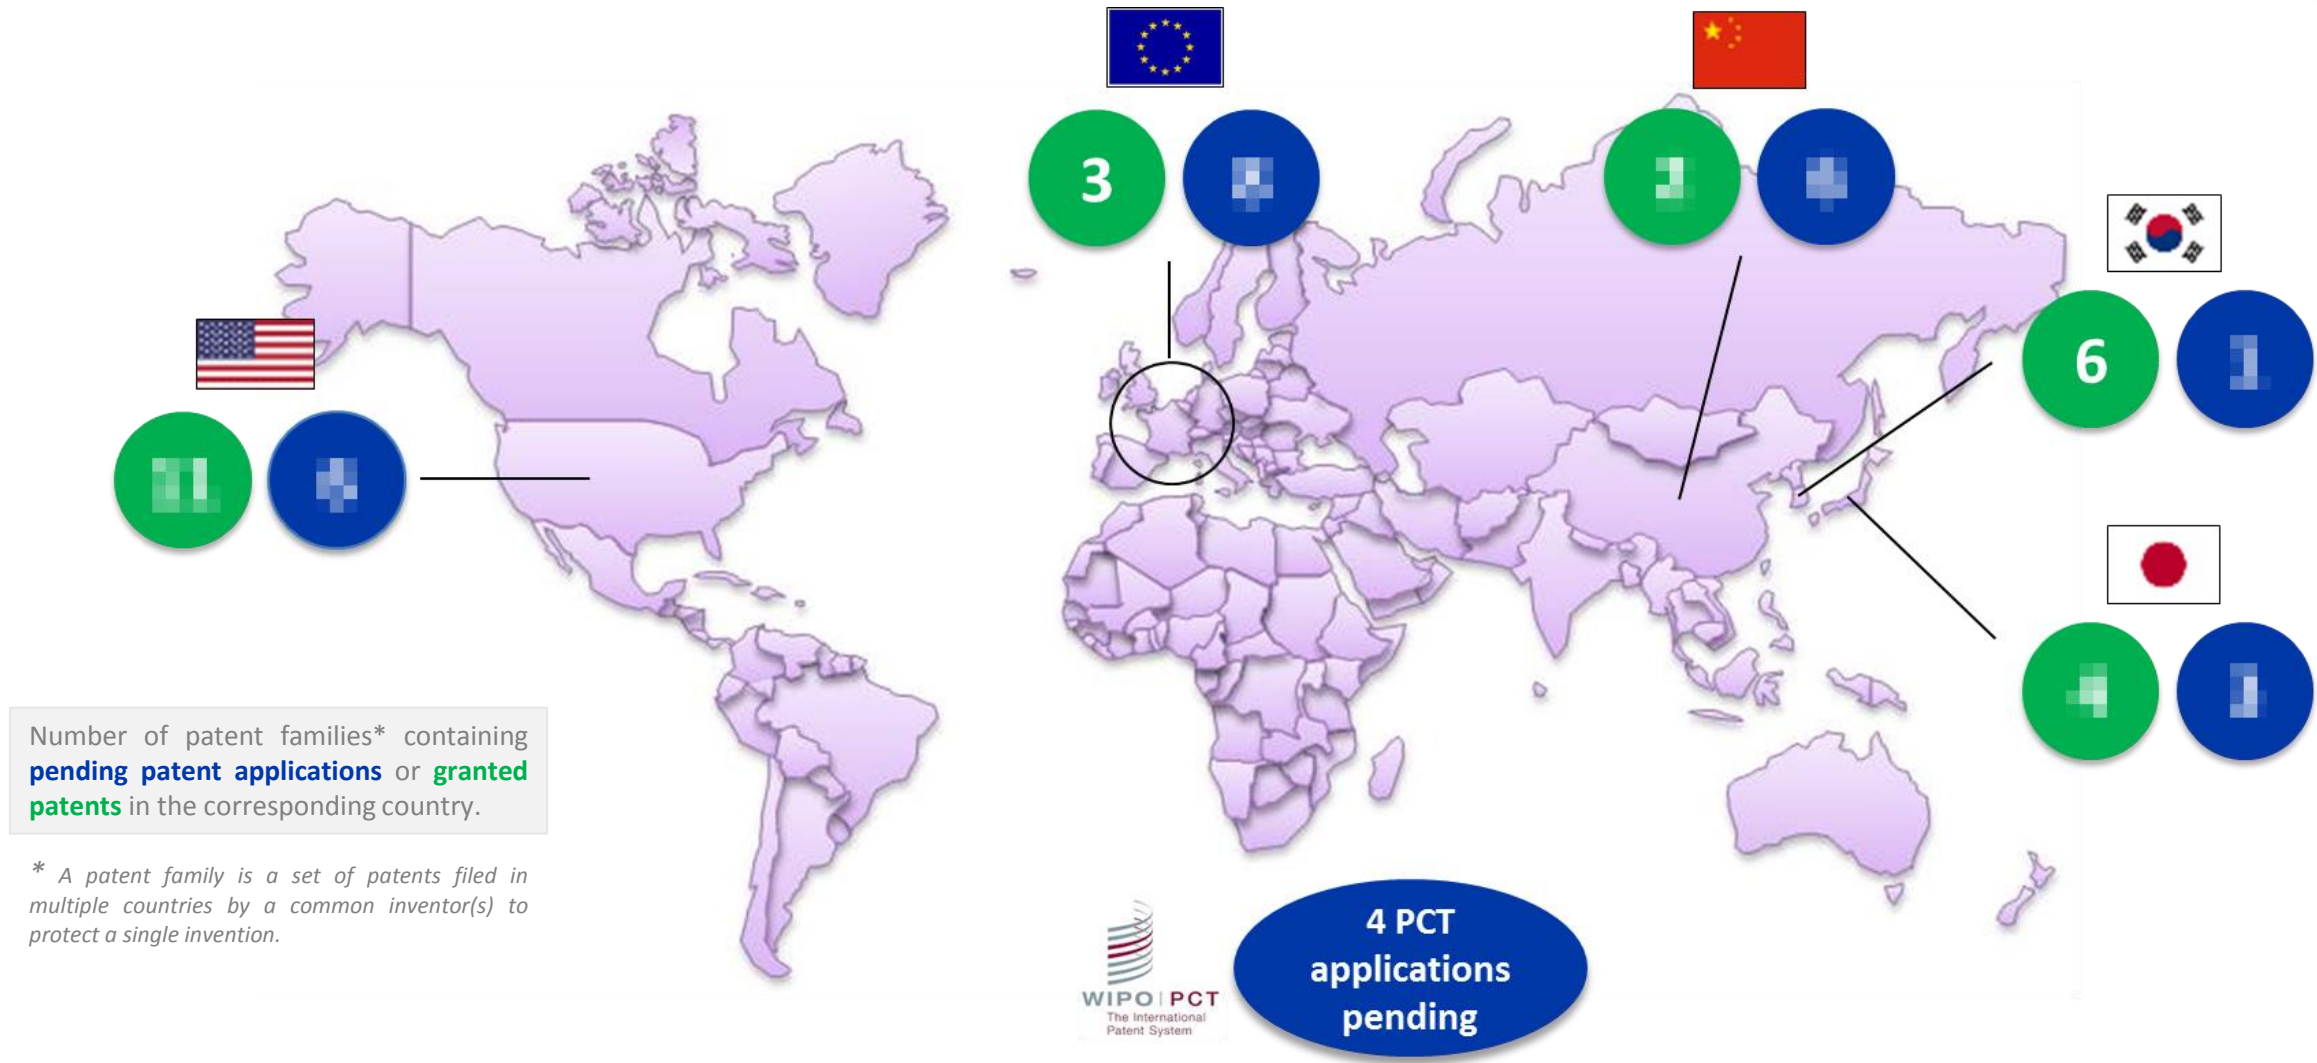 3
6
Number of patent families* containing
pending patent applications or granted
patents in the corresponding country.
* A patent family is a set of patents filed in
multiple countries by a common inventor(s) to
protect a single invention.
4 PCT
applications
pending
WIPO | PCT
The International
Patent System